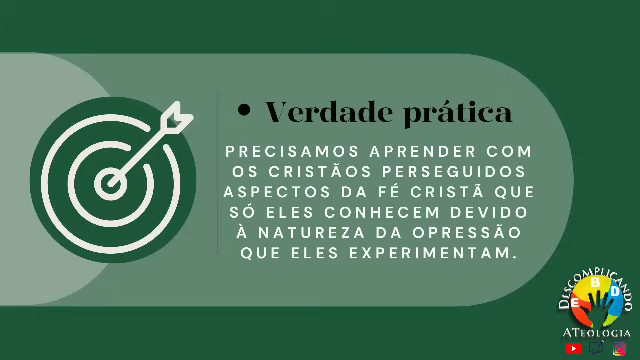 • Verdade prática
PRECISAMOS APRENDER COM
OS CRISTÃOS PERSEGUIDOS
ASPECTOS DA FÉ CRISTÃ QUE
SÓ ELES CONHECEM DEVIDO
À NATUREZA DA OPRESSÃO
QUE ELES EXPERIMENTAM.
DESCOMPLICANDO
EBD
ATEOLOGIA